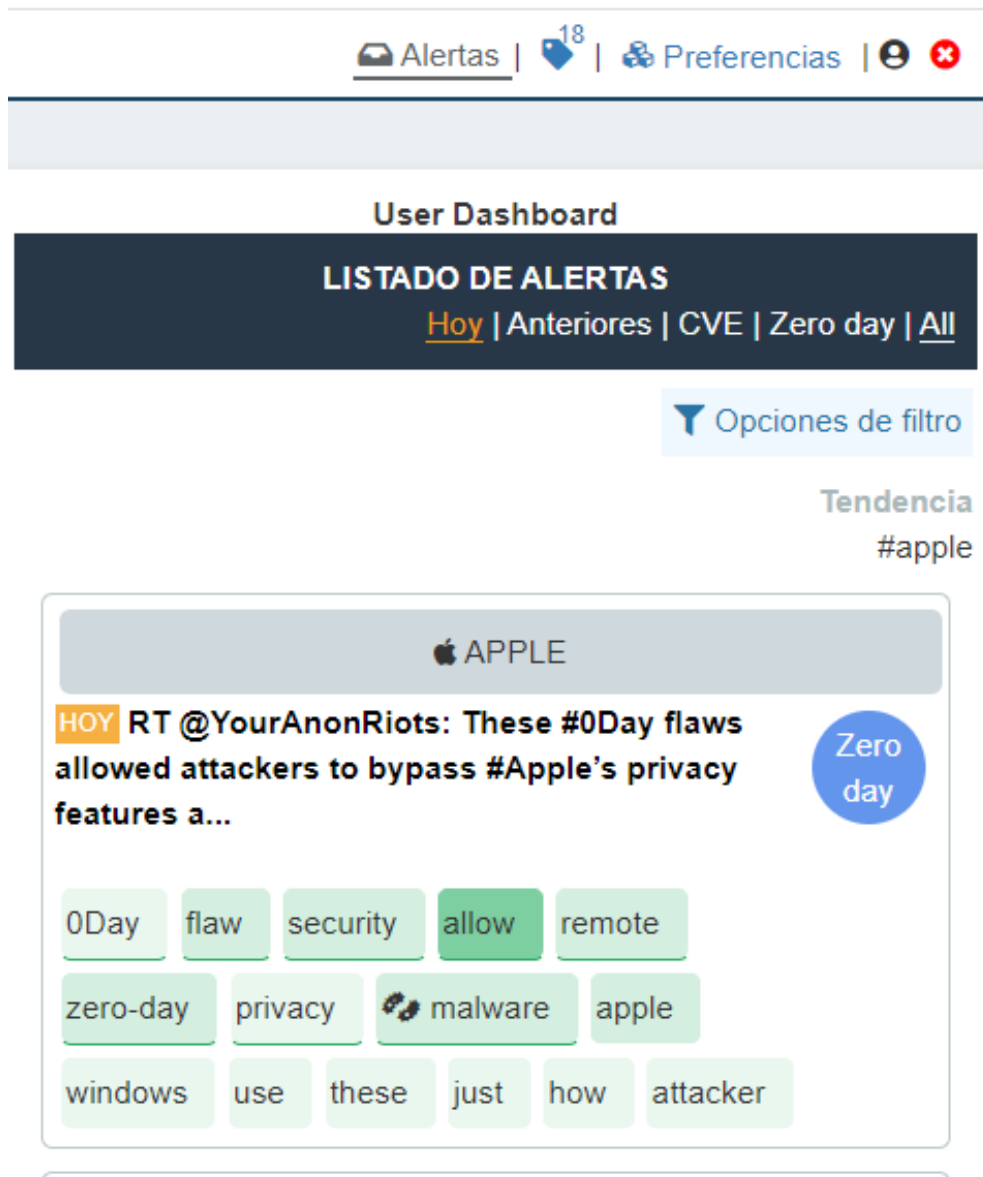 Alertas | 18 | Preferencias |
User Dashboard
LISTADO DE ALERTAS
Hoy | Anteriores | CVE | Zero day | All
Opciones de filtro
Tendencia
#apple
APPLE
HOY RT @YourAnonRiots: These #0Day flaws
allowed attackers to bypass #Apple’s privacy
features a...
Zero
day
0Day flaw security allow remote
zero-day privacy malware apple
windows use these just how attacker